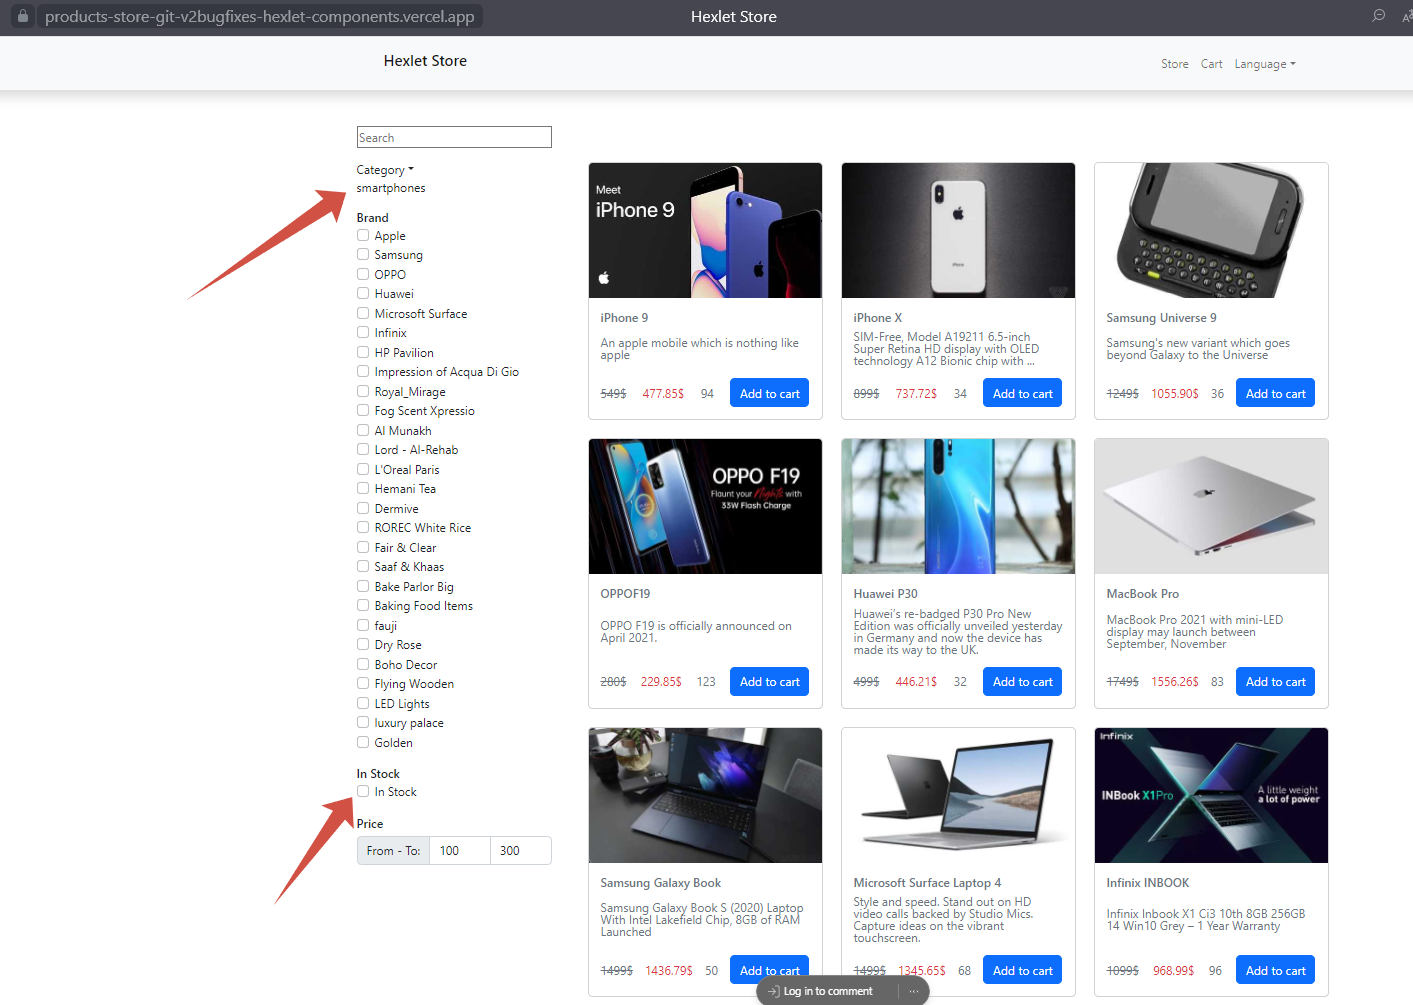 products-store-git-v2bugfixes-hexlet-components.vercel.app
Hexlet Store
Hexlet Store
Store Cart Language
Search
Category
smartphones
Brand
Apple
Samsung
OPPO
Huawei
Microsoft Surface
Infinix
HP Pavilion
Impression of Acqua Di Gio
Royal_Mirage
Fog Scent Xpressio
Al Munakh
Lord - Al-Rehab
L'Oreal Paris
Hemani Tea
Dermive
ROREC White Rice
Fair & Clear
Saaf & Khaas
Bake Parlor Big
Baking Food Items
fauji
Dry Rose
Boho Decor
Flying Wooden
LED Lights
luxury palace
Golden
In Stock
In Stock
Price
From - To: 100 300
Meet
iPhone 9
iPhone 9
An apple mobile which is nothing like
apple
549$ 477.85$ 94 Add to cart
iPhone
iPhone X
SIM-Free, Model A19211 6.5-inch
Super Retina HD display with OLED
technology A12 Bionic chip with ...
899$ 737.72$ 34 Add to cart
Samsung Universe 9
Samsung's new variant which goes
beyond Galaxy to the Universe
1249$ 1055.90$ 36 Add to cart
OPPO F19
Flaunt your Nights with
33W Flash Charge
OPPOF19
OPPO F19 is officially announced on
April 2021.
280$ 229.85$ 123 Add to cart
Huawei P30
Huawei's re-badged P30 Pro New
Edition was officially unveiled yesterday
in Germany and now the device has
made its way to the UK.
499$ 446.21$ 32 Add to cart
MacBook Pro
MacBook Pro 2021 with mini-LED
display may launch between
September, November
1749$ 1556.26$ 83 Add to cart
Samsung Galaxy Book
Samsung Galaxy Book S (2020) Laptop
With Intel Lakefield Chip, 8GB of RAM
Launched
1499$ 1436.79$ 50 Add to cart
Microsoft Surface Laptop 4
Style and speed. Stand out on HD
video calls backed by Studio Mics.
Capture ideas on the vibrant
touchscreen.
1499$ 1345.65$ 68 Add to cart
Infinix
INBook X1Pro
A little weight
a lot of power
Infinix INBOOK
Infinix Inbook X1 Ci3 10th 8GB 256GB
14 Win10 Grey – 1 Year Warranty
1099$ 968.99$ 96 Add to cart
Log in to comment ...